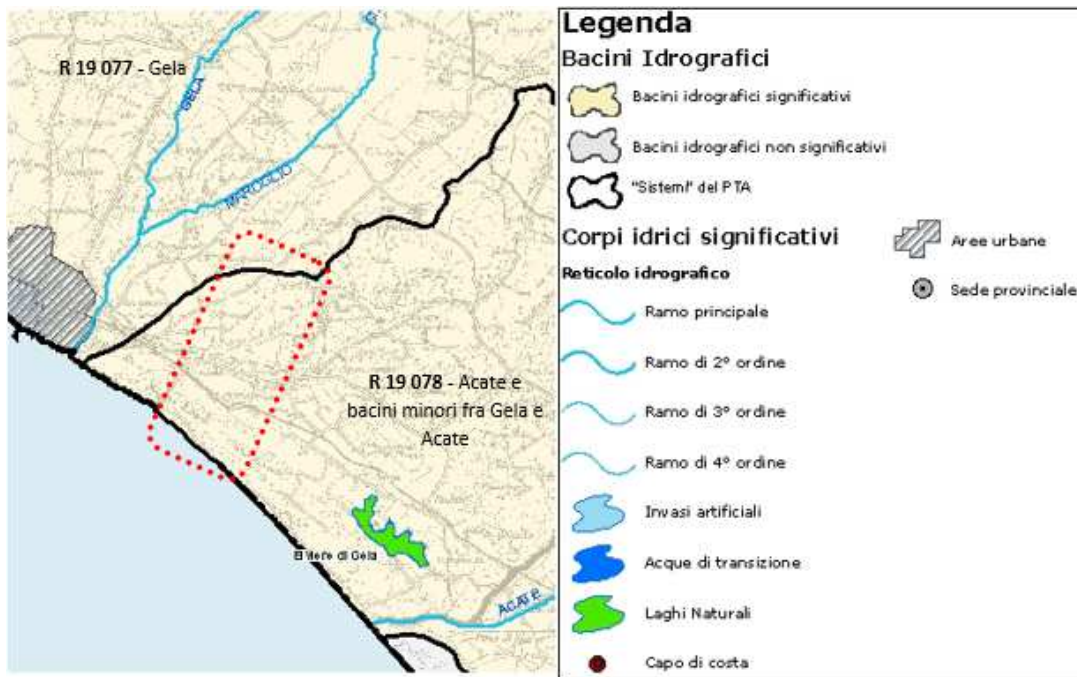 R 19 077 - Gela
GELA
MAROGLIO
R 19 078 - Acate e
bacini minori fra Gela e
Acate
Biviere di Gela
ACATE
Legenda
Bacini Idrografici
Bacini idrografici significativi
Bacini idrografici non significativi
"Sistemi" del PTA
Corpi idrici significativi
Aree urbane
Reticolo idrografico
Sede provinciale
Ramo principale
Ramo di 2° ordine
Ramo di 3° ordine
Ramo di 4° ordine
Invasi artificiali
Acque di transizione
Laghi Naturali
Capo di costa